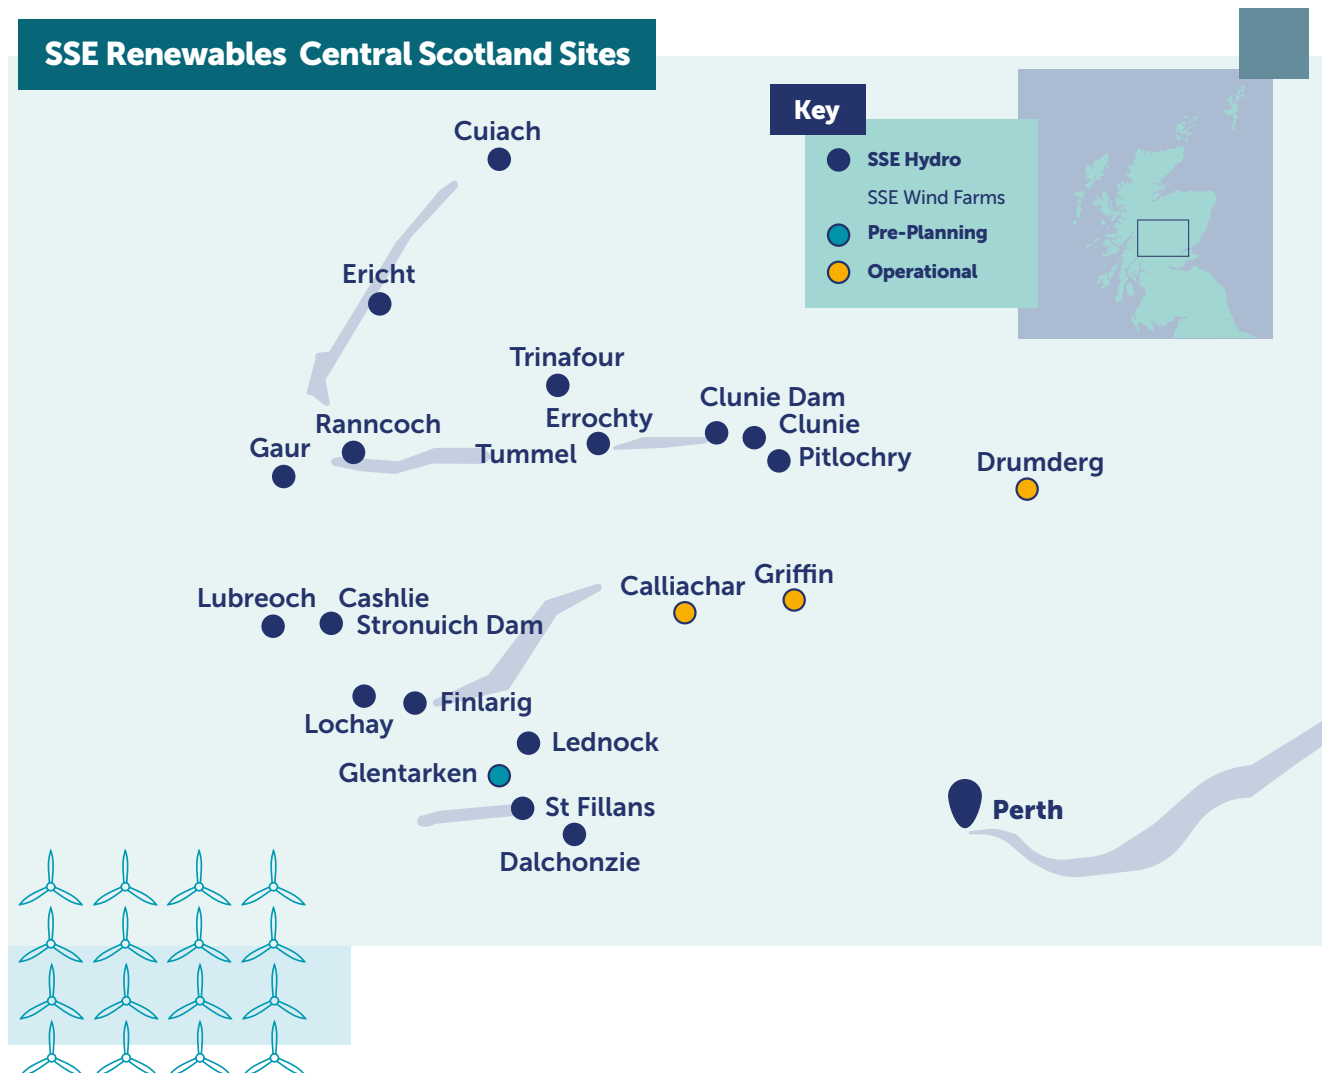 SSE Renewables Central Scotland Sites
Key
SSE Hydro
SSE Wind Farms
Pre-Planning
Operational
Cuiach
Ericht
Trinafour
Clunie Dam
Errochty
Ranncoch
Clunie
Gaur
Tummel
Pitlochry
Drumderg
Calliachar
Griffin
Lubreoch
Cashlie
Stronuich Dam
Finlarig
Lochay
Lednock
Glentarken
St Fillans
Perth
Dalchonzie